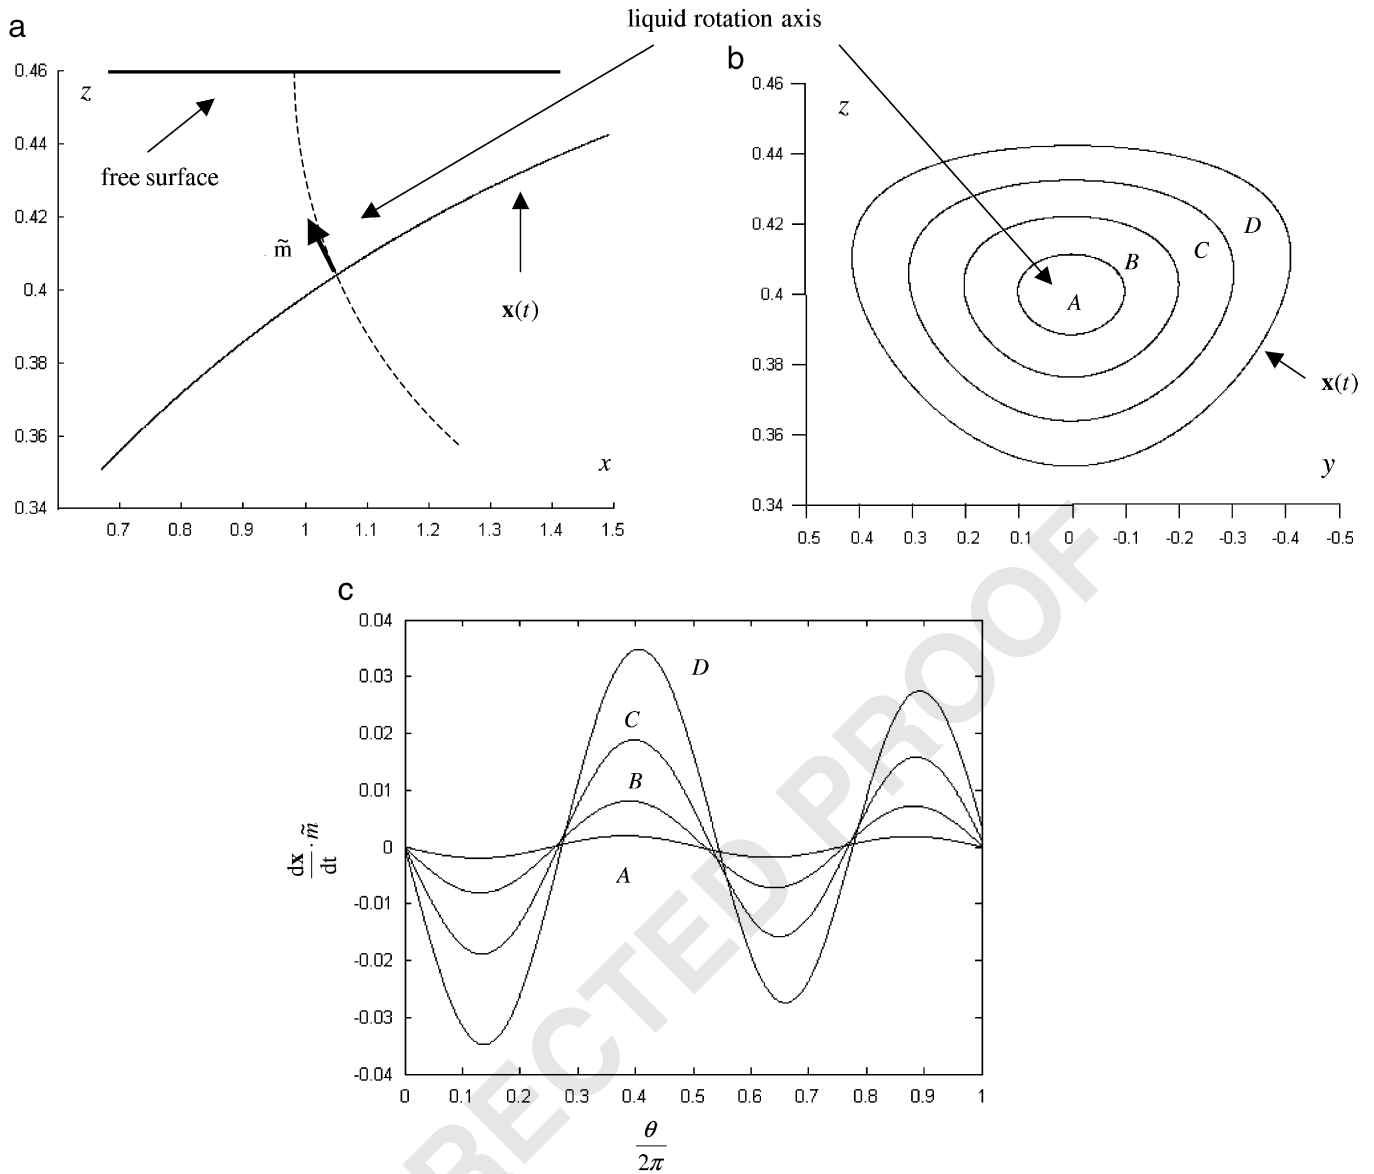 liquid rotation axis
a
0.46
z
0.44
free surface
0.42
m̃
0.4
x(t)
0.38
0.36
x
0.34
0.7 0.8 0.9 1 1.1 1.2 1.3 1.4 1.5
b
0.46
z
0.44
0.42
D
C
B
0.4
A
0.38
x(t)
0.36
y
0.34
0.5 0.4 0.3 0.2 0.1 0 -0.1 -0.2 -0.3 -0.4 -0.5
c
0.04
0.03
D
0.02
C
0.01
B
dx/dt · m̃
0
A
-0.01
-0.02
-0.03
-0.04
0 0.1 0.2 0.3 0.4 0.5 0.6 0.7 0.8 0.9 1
θ
2π
RECTED PROOF